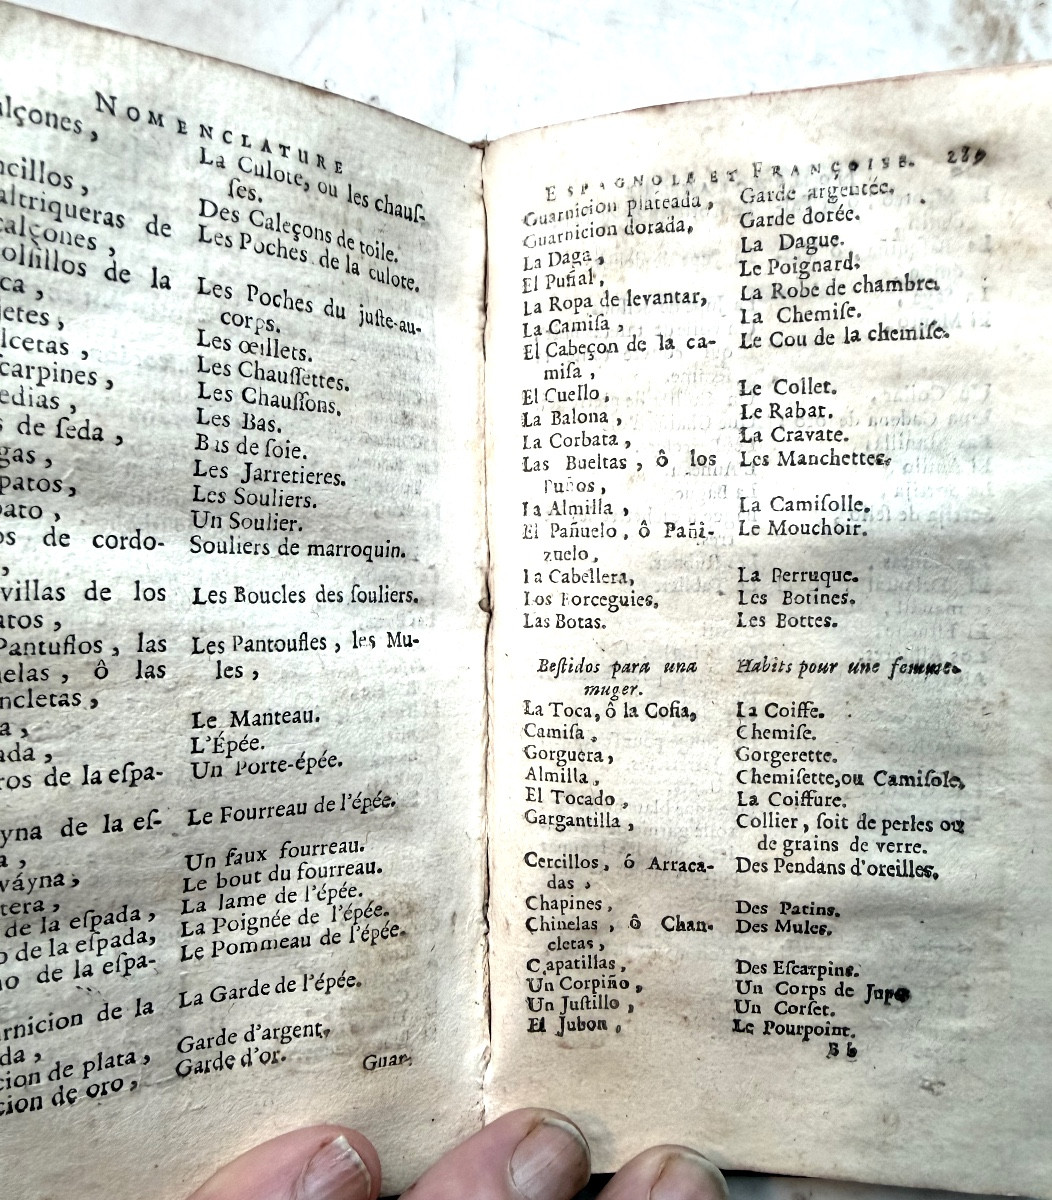 NOMENCLATURE
alçones, La Culote, ou les chauſ-
ſes.
ncillos, Des Caleçons de toile.
altriqueras de Les Poches de la culote.
calçones,
olſillos de la Les Poches du juſte-au-
ca, corps.
jetes, Les œillets.
lcetas, Les Chauſſettes.
carpines, Les Chauſſons.
edias, Les Bas.
s de ſeda, Bas de ſoie.
gas, Les Jarretieres.
patos, Les Souliers.
pato, Un Soulier.
os de cordo- Souliers de marroquin.
,
villas de los Les Boucles des ſouliers.
atos,
Pantuflos, las Les Pantoufles, les Mu-
elas, ô las les,
ncletas,
a, Le Manteau.
ada, L'Épée.
ros de la eſpa- Un Porte-épée.
yna de la eſ- Le Fourreau de l'épée.
a, Un faux fourreau.
váyna, Le bout du fourreau.
tera, La lame de l'épée.
de la eſpada, La Poignée de l'épée.
o de la eſpada, Le Pommeau de l'épée.
no de la eſpa-
rnicion de la La Garde de l'épée.
da,
cion de plata, Garde d'argent,
cion de oro, Garde d'or.
Guar-
ESPAGNOLE ET FRANÇOISE. 289
Guarnicion plateada, Garde argentée.
Guarnicion dorada, Garde dorée.
La Daga, La Dague.
El Puñal, Le Poignard.
La Ropa de levantar, La Robe de chambre.
La Camiſa, La Chemiſe.
El Cabeçon de la ca- Le Cou de la chemiſe.
miſa,
El Cuello, Le Collet.
La Balona, Le Rabat.
La Corbata, La Cravate.
Las Bueltas, ô los Les Manchettes.
Puños,
La Almilla, La Camiſolle.
El Pañuelo, ô Pañi- Le Mouchoir.
zuelo,
La Cabellera, La Perruque.
Los Borceguies, Les Botines.
Las Botas. Les Bottes.
Beſtidos para una Habits pour une femme.
muger.
La Toca, ô la Cofia, La Coiffe.
Camiſa, Chemiſe.
Gorguera, Gorgerette.
Almilla, Chemiſette, ou Camiſole.
El Tocado, La Coiffure.
Gargantilla, Collier, ſoit de perles ou
de grains de verre.
Cercillos, ó Arraca- Des Pendans d'oreilles.
das,
Chapines, Des Patins.
Chinelas, ô Chan- Des Mules.
cletas,
Çapatillas, Des Eſcarpins.
Un Corpiño, Un Corps de Jupe
Un Juſtillo, Un Corſet.
El Jubon, Le Pourpoint.
B b